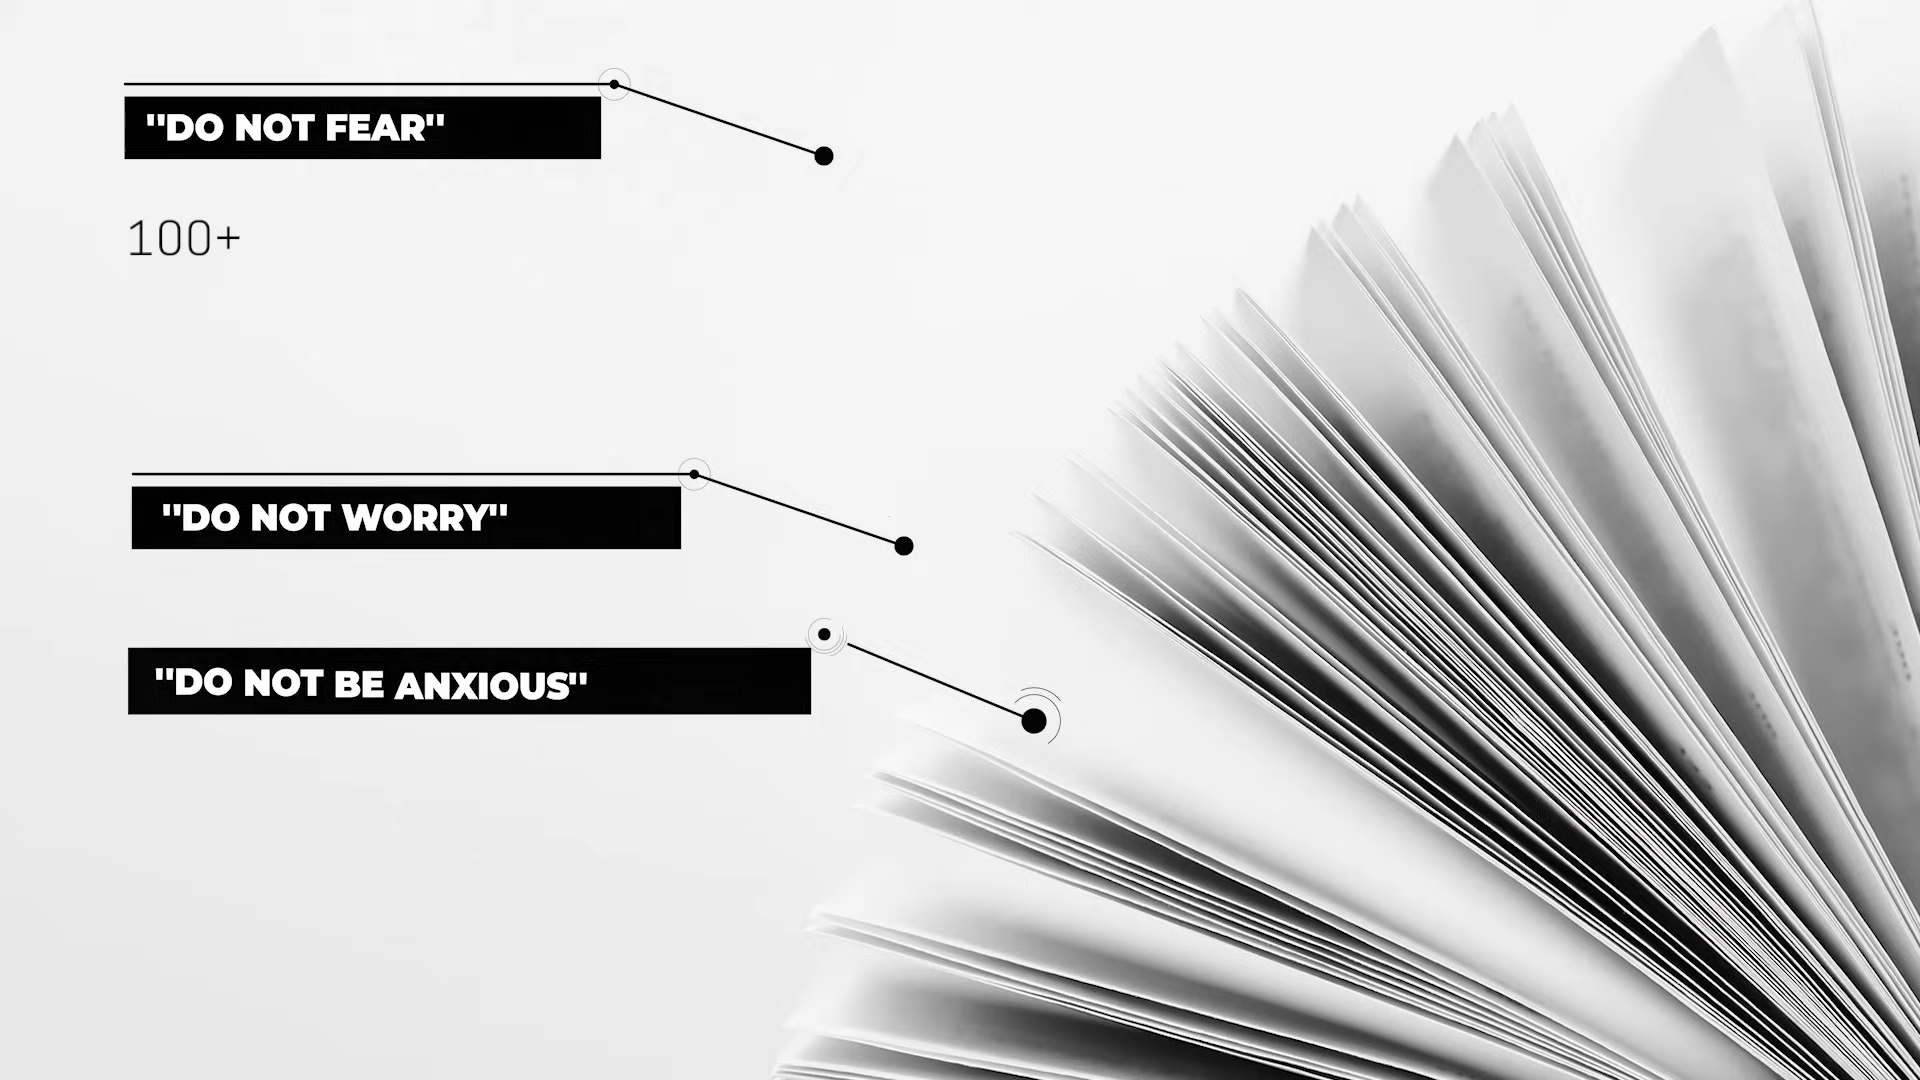 "DO NOT FEAR"
100+
"DO NOT WORRY"
"DO NOT BE ANXIOUS"